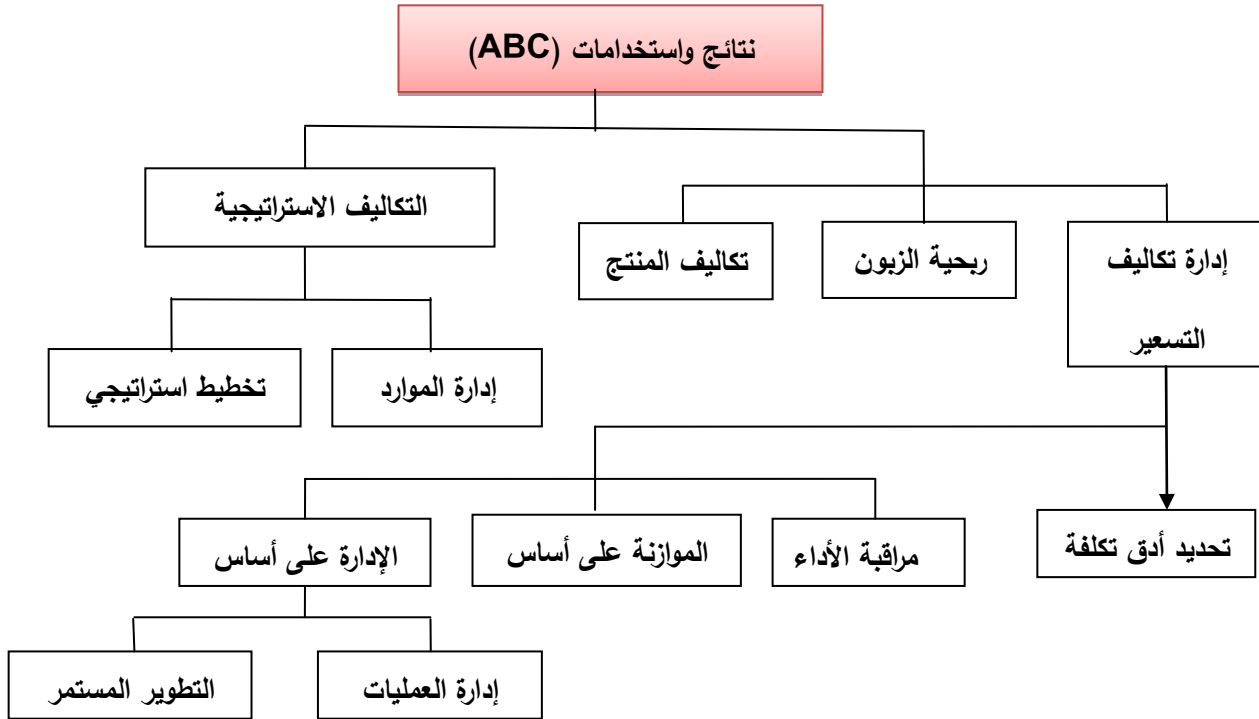 نتائج واستخدامات (ABC)
التكاليف الاستراتيجية
إدارة تكاليف
التسعير
ربحية الزبون
تكاليف المنتج
إدارة الموارد
تخطيط استراتيجي
تحديد أدق تكلفة
مراقبة الأداء
الموازنة على أساس
الإدارة على أساس
إدارة العمليات
التطوير المستمر